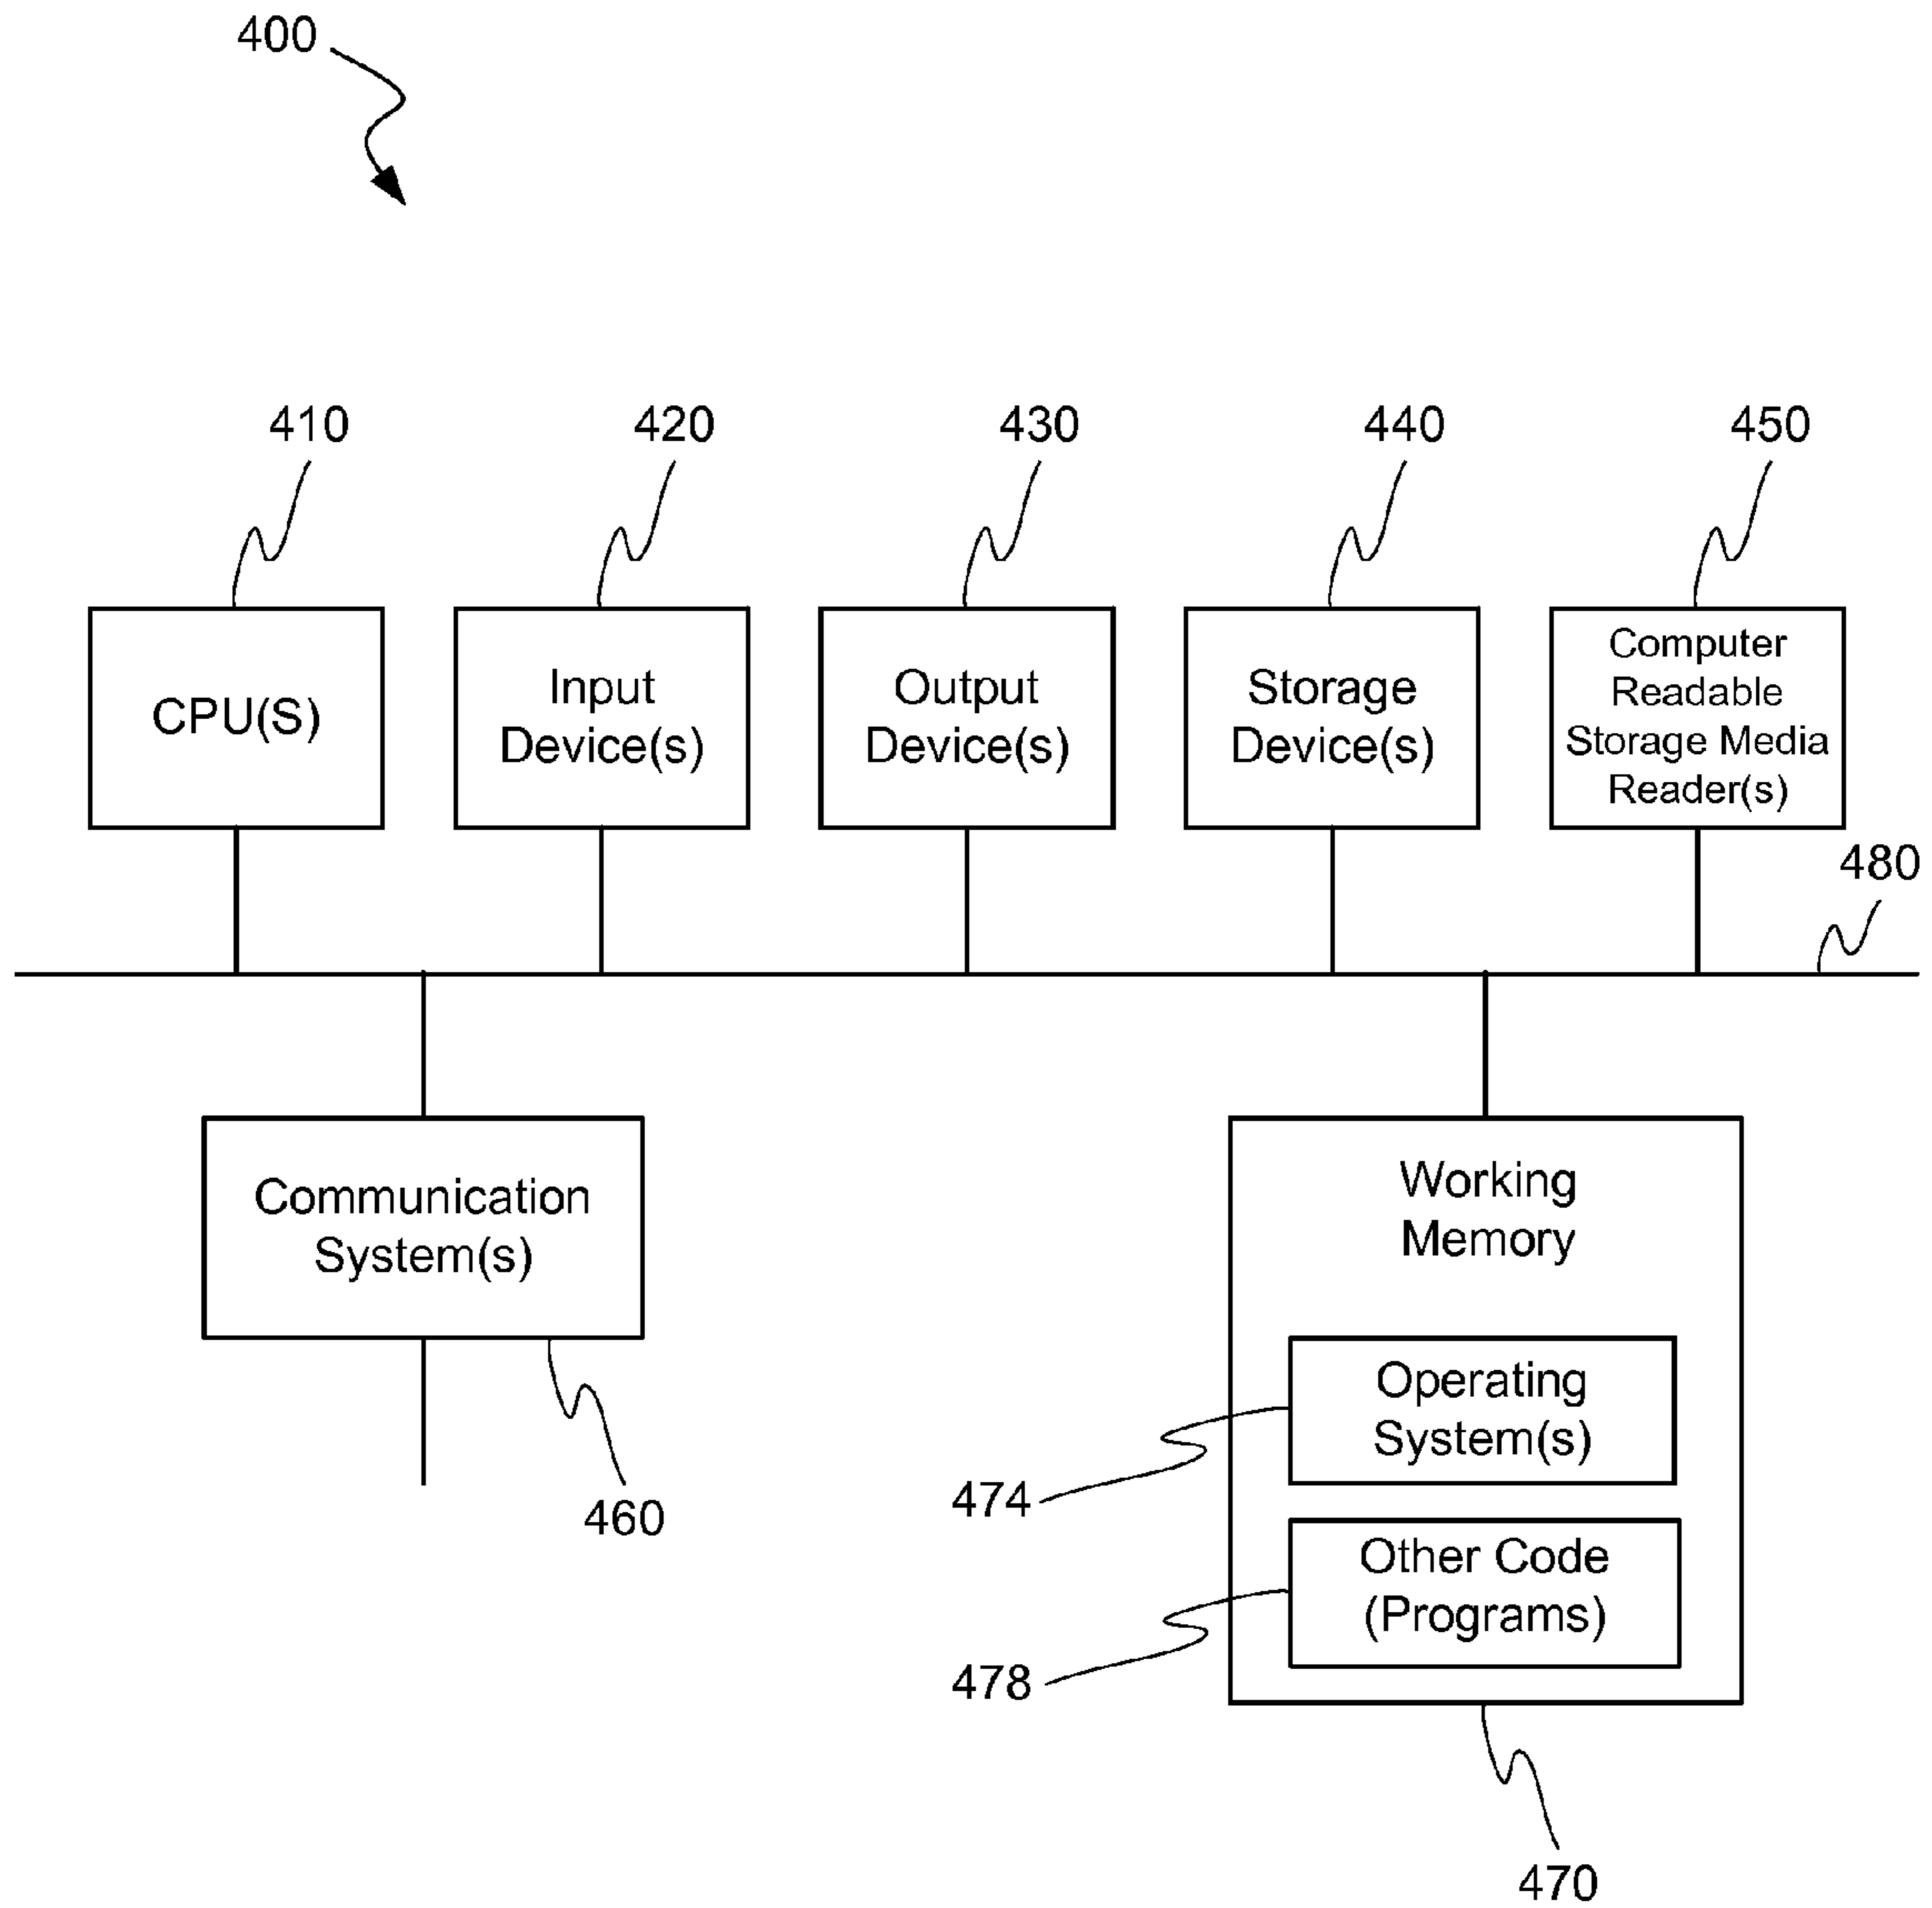 400
410
420
430
440
450
CPU(S)
Input
Device(s)
Output
Device(s)
Storage
Device(s)
Computer
Readable
Storage Media
Reader(s)
480
Communication
System(s)
460
Working
Memory
Operating
System(s)
474
Other Code
(Programs)
478
470